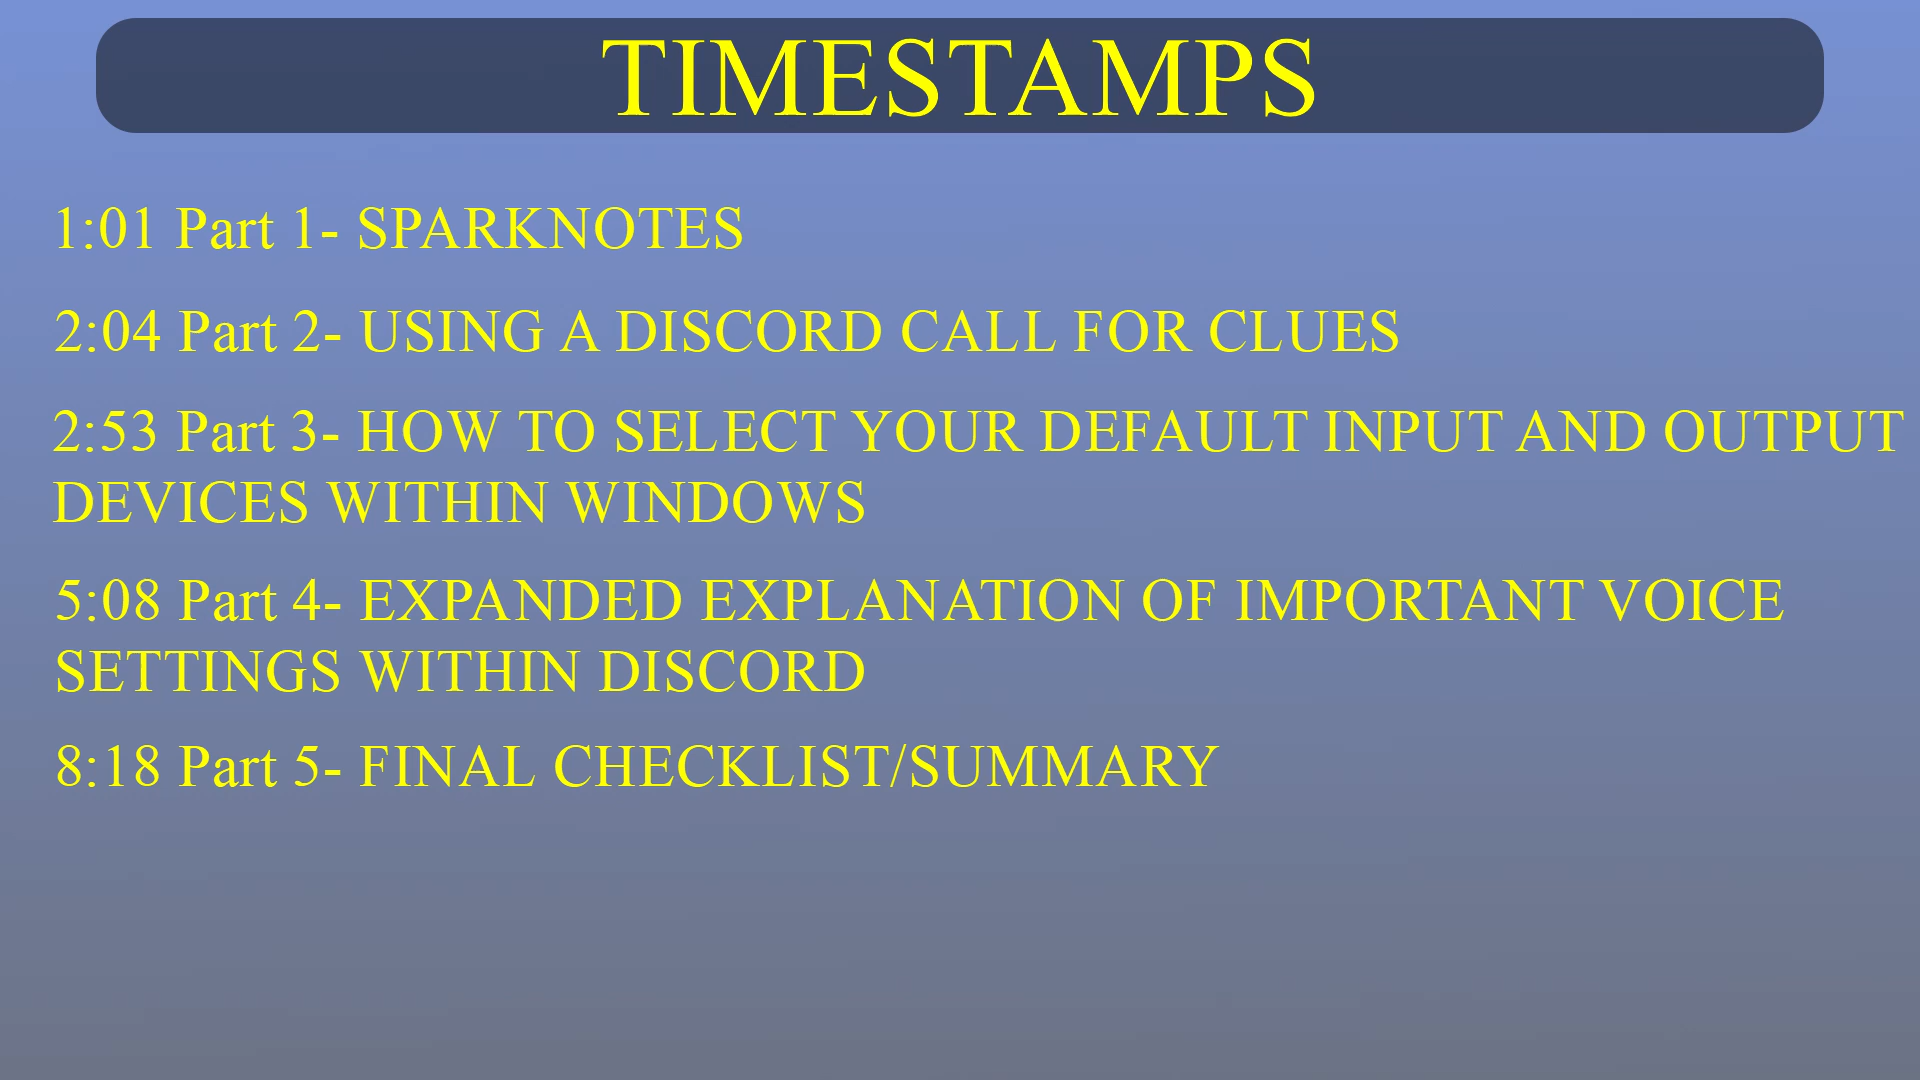 TIMESTAMPS
1:01 Part 1- SPARKNOTES
2:04 Part 2- USING A DISCORD CALL FOR CLUES
2:53 Part 3- HOW TO SELECT YOUR DEFAULT INPUT AND OUTPUT
DEVICES WITHIN WINDOWS
5:08 Part 4- EXPANDED EXPLANATION OF IMPORTANT VOICE
SETTINGS WITHIN DISCORD
8:18 Part 5- FINAL CHECKLIST/SUMMARY